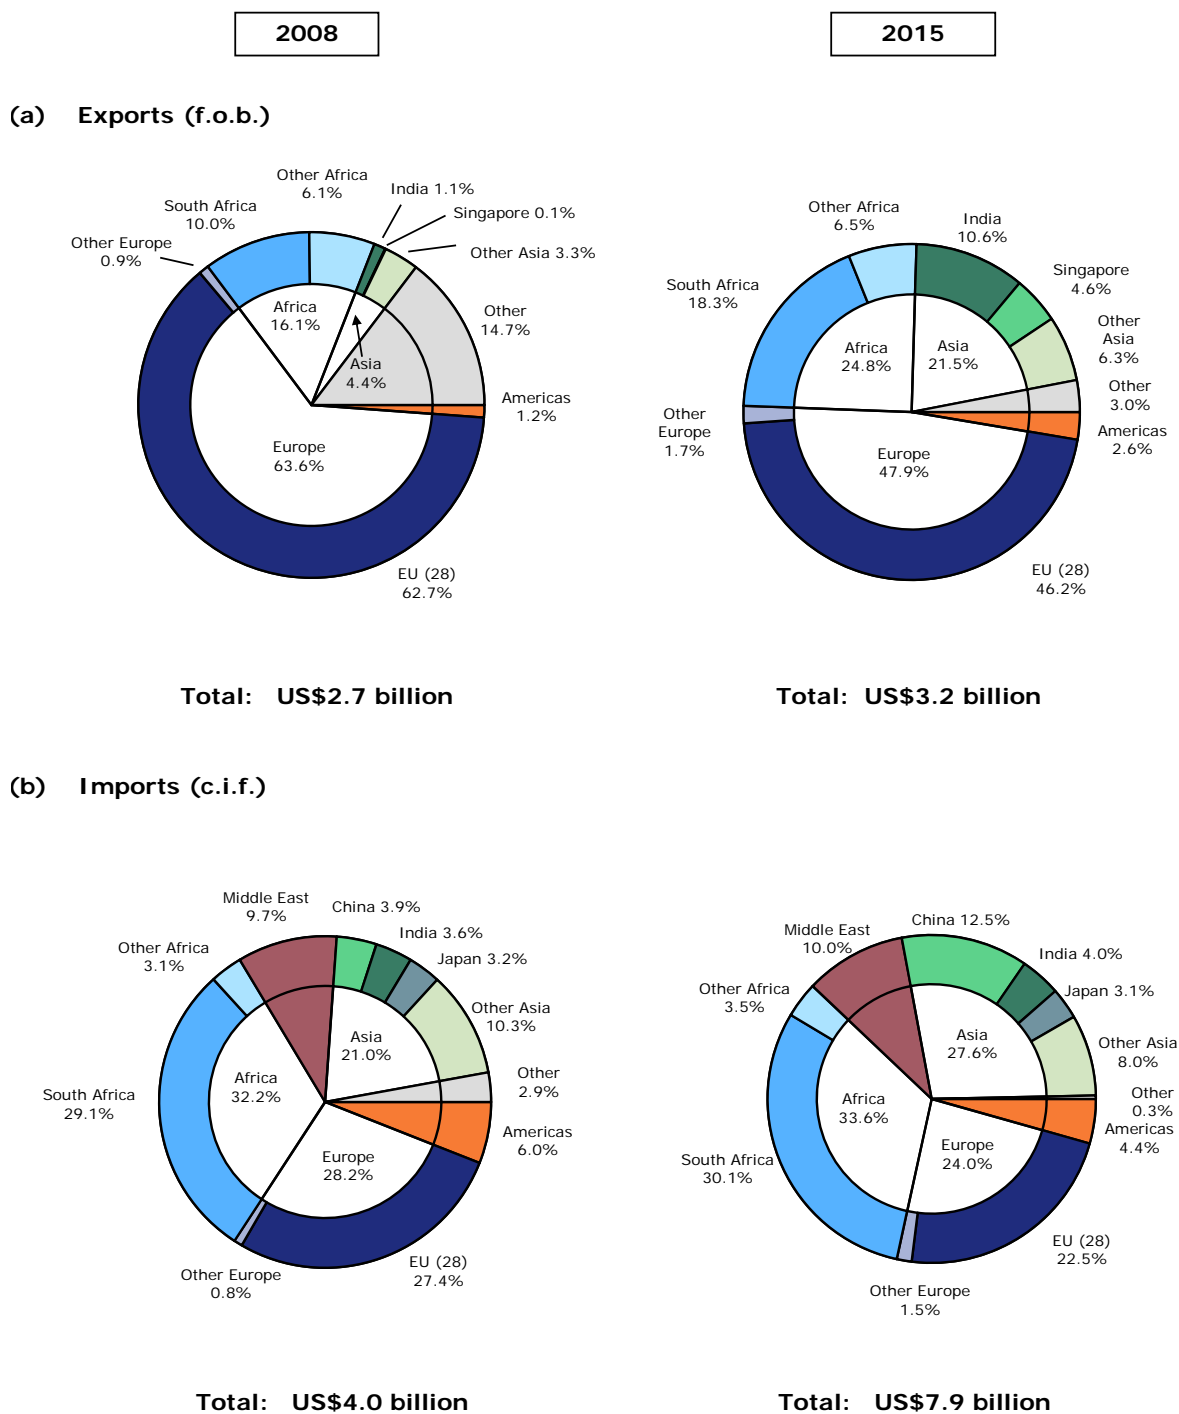 2008
2015
(a) Exports (f.o.b.)
Other Africa
6.1%
India 1.1%
Singapore 0.1%
Other Asia 3.3%
South Africa
10.0%
Other Europe
0.9%
Africa
16.1%
Asia
4.4%
Other
14.7%
Americas
1.2%
Europe
63.6%
EU (28)
62.7%
Other Africa
6.5%
India
10.6%
Singapore
4.6%
South Africa
18.3%
Other
Asia
6.3%
Africa
24.8%
Asia
21.5%
Other
3.0%
Other
Europe
1.7%
Americas
2.6%
Europe
47.9%
EU (28)
46.2%
Total: US$2.7 billion
Total: US$3.2 billion
(b) Imports (c.i.f.)
Middle East
9.7%
China 3.9%
India 3.6%
Japan 3.2%
Other Africa
3.1%
Other Asia
10.3%
Asia
21.0%
Africa
32.2%
Other
2.9%
South Africa
29.1%
Americas
6.0%
Europe
28.2%
EU (28)
27.4%
Other Europe
0.8%
China 12.5%
Middle East
10.0%
India 4.0%
Japan 3.1%
Other Africa
3.5%
Other Asia
8.0%
Asia
27.6%
Africa
33.6%
Other
0.3%
Americas
4.4%
Europe
24.0%
South Africa
30.1%
EU (28)
22.5%
Other Europe
1.5%
Total: US$4.0 billion
Total: US$7.9 billion